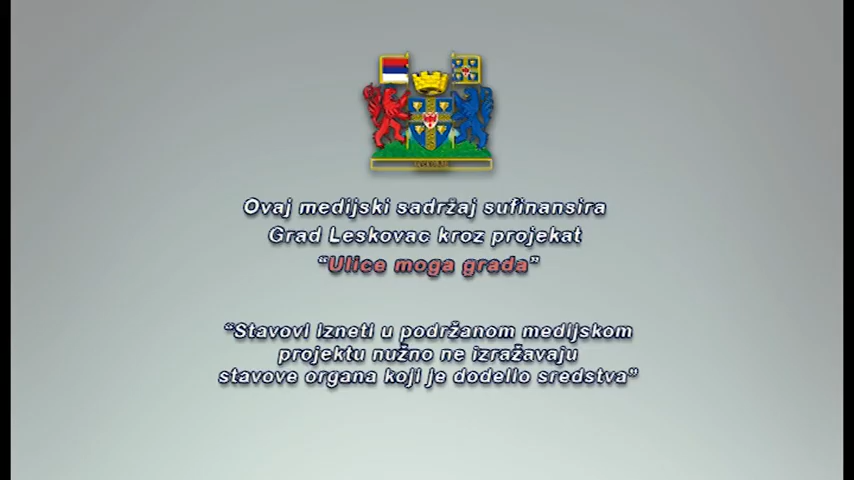 Ovaj medijski sadržaj sufinansira
Grad Leskovac kroz projekat
“Ulice moga grada”
“Stavovi izneti u podržanom medijskom
projektu nužno ne izražavaju
stavove organa koji je dodelio sredstva”